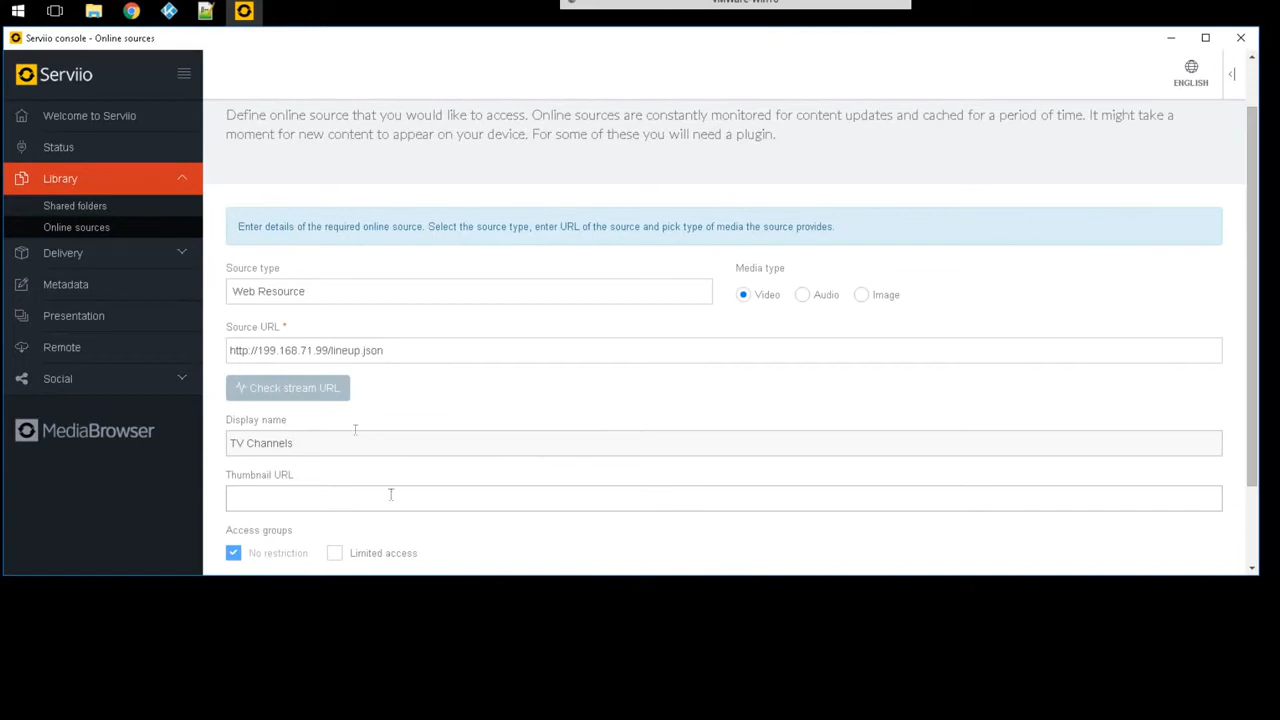 Serviio console - Online sources
Serviio
ENGLISH
Welcome to Serviio
Status
Library
Shared folders
Online sources
Delivery
Metadata
Presentation
Remote
Social
MediaBrowser
Define online source that you would like to access. Online sources are constantly monitored for content updates and cached for a period of time. It might take a
moment for new content to appear on your device. For some of these you will need a plugin.
Enter details of the required online source. Select the source type, enter URL of the source and pick type of media the source provides.
Source type
Media type
Web Resource
Video Audio Image
Source URL *
http://199.168.71.99/lineup.json
Check stream URL
Display name
TV Channels
Thumbnail URL
Access groups
No restriction Limited access